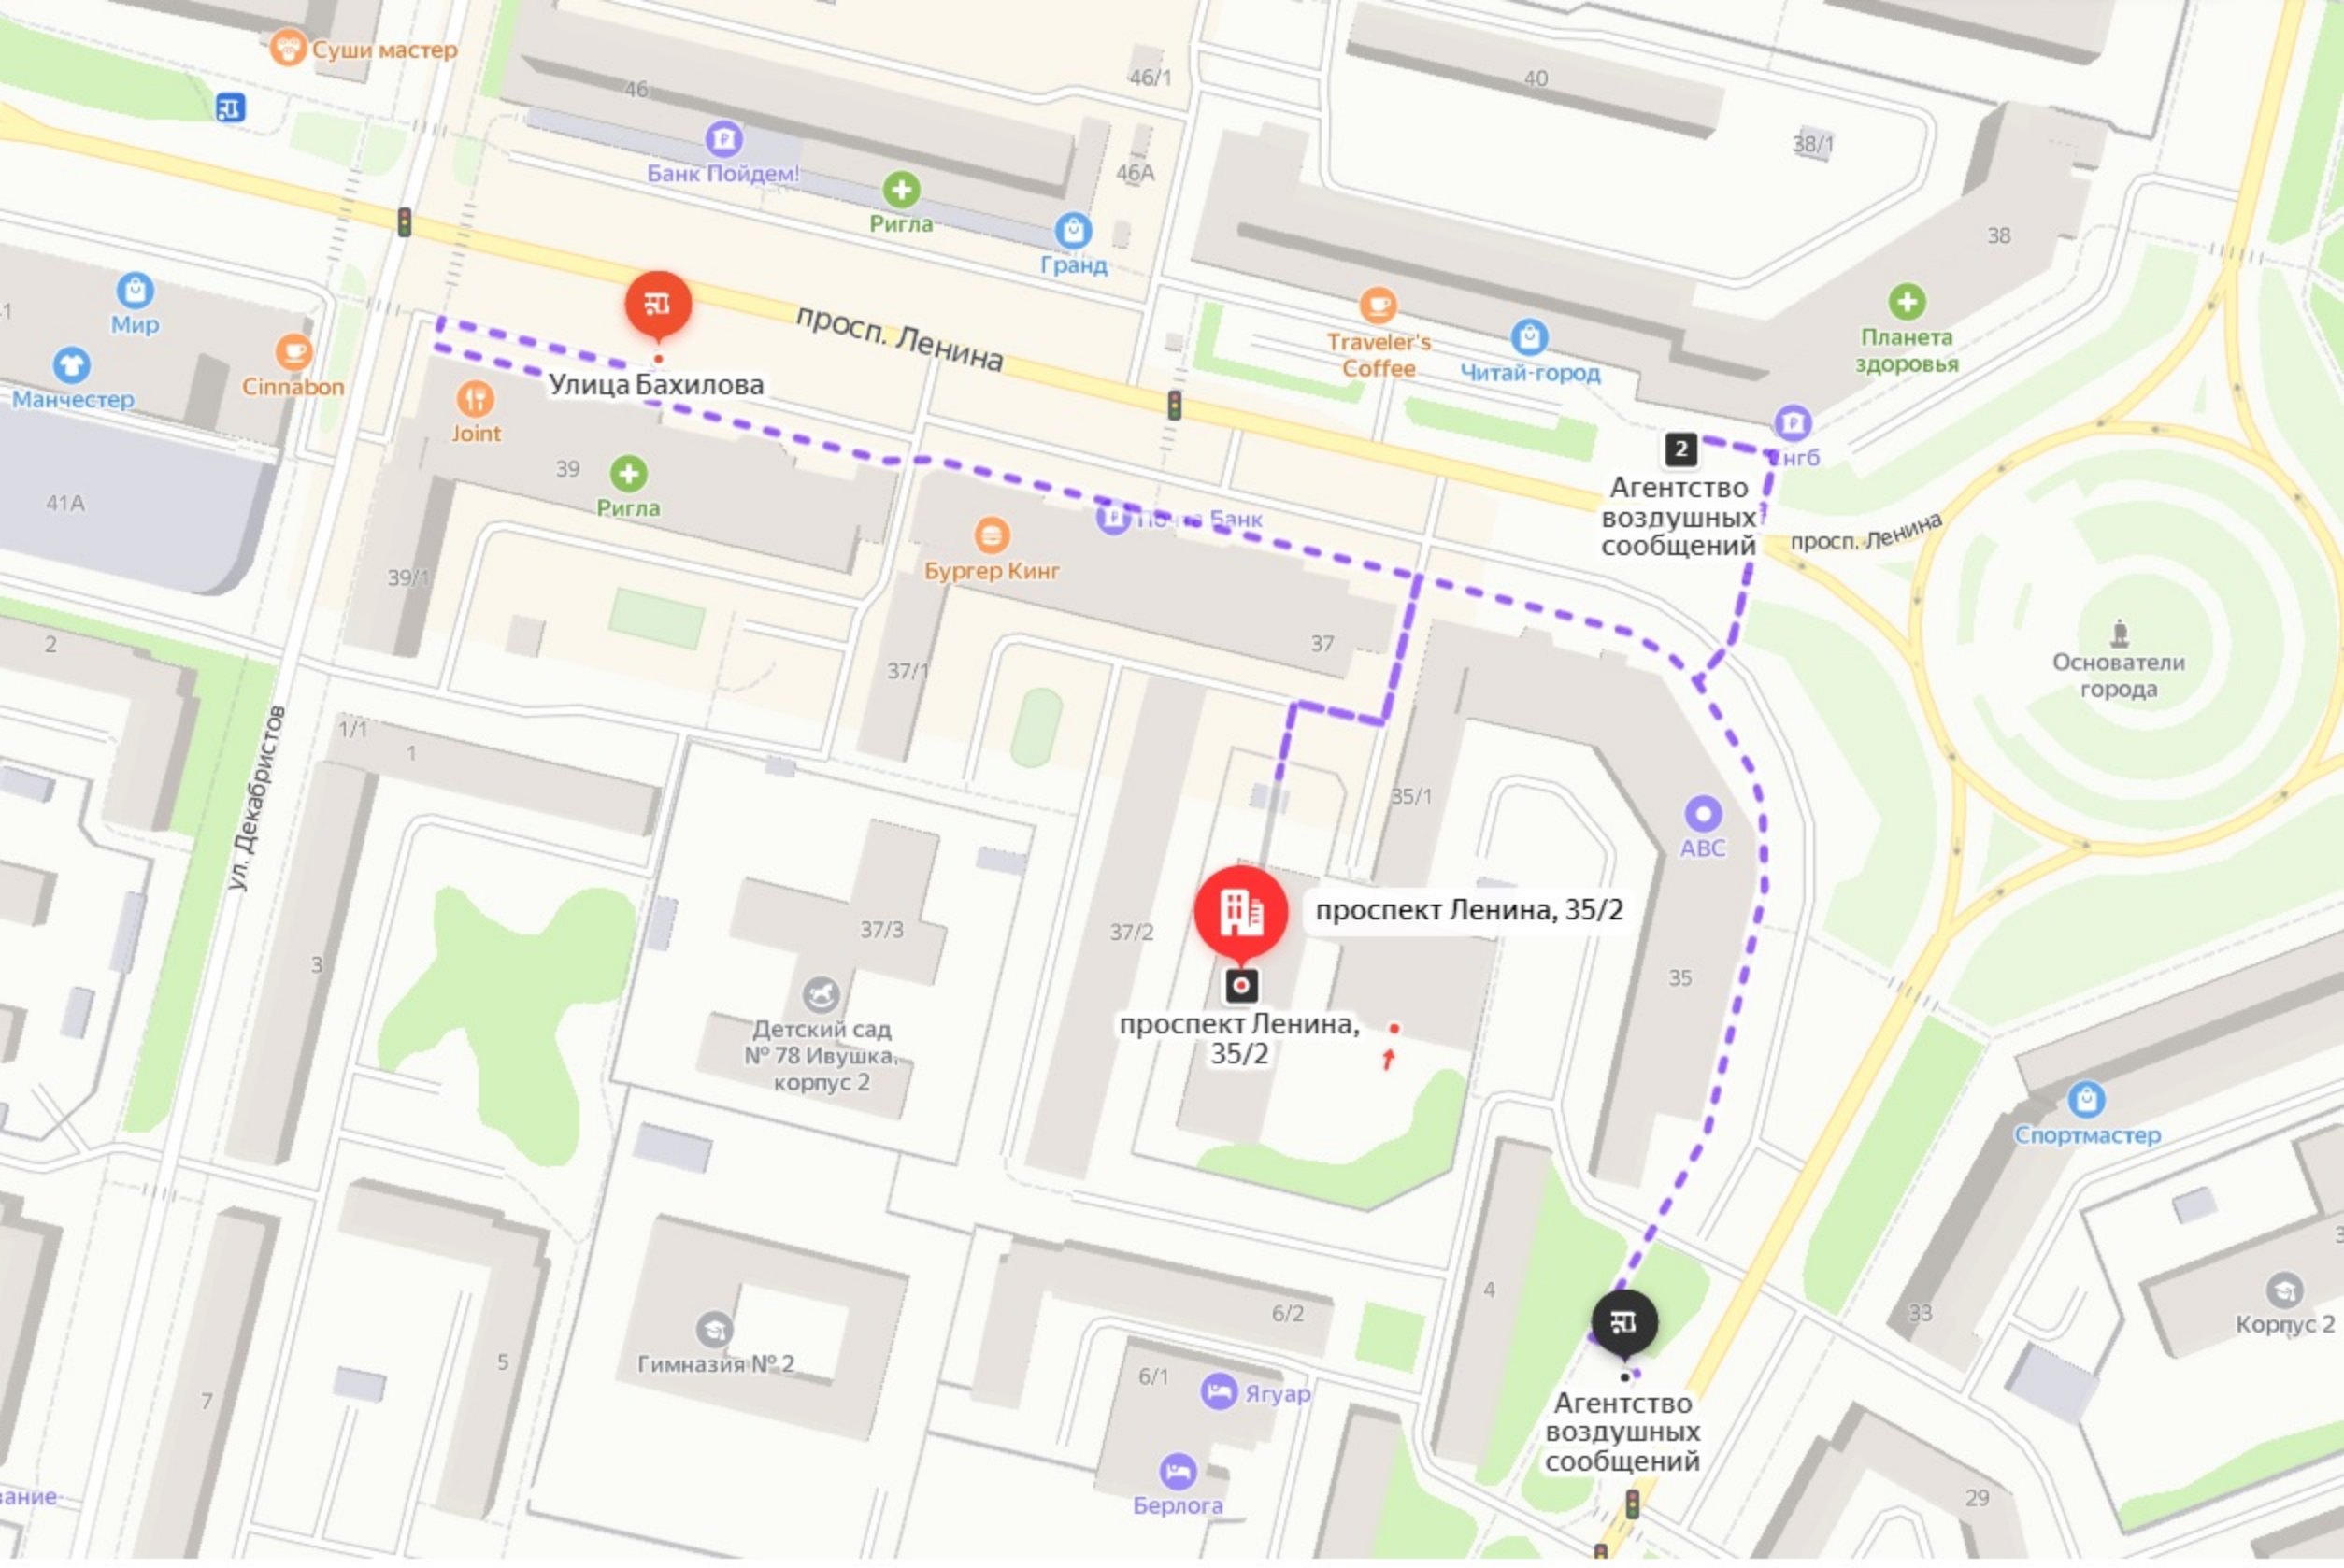 Суши мастер
46
46/1
40
38/1
Банк Пойдем!
46А
Ригла
Гранд
38
Мир
просп. Ленина
Traveler's
Coffee
Читай-город
Планета
здоровья
Cinnabon
Манчестер
Улица Бахилова
Joint
39
Ригла
41А
2
нгб
Агентство
воздушных
сообщений
просп. Ленина
Бургер Кинг
39/1
37
37/1
2
Основатели
города
1/1
1
ул. Декабристов
35/1
АВС
37/3
37/2
проспект Ленина, 35/2
3
35
Детский сад
№ 78 Ивушка,
корпус 2
проспект Ленина,
35/2
Спортмастер
4
6/2
33
Корпус 2
Гимназия № 2
5
6/1
Ягуар
7
Агентство
воздушных
сообщений
Берлога
29